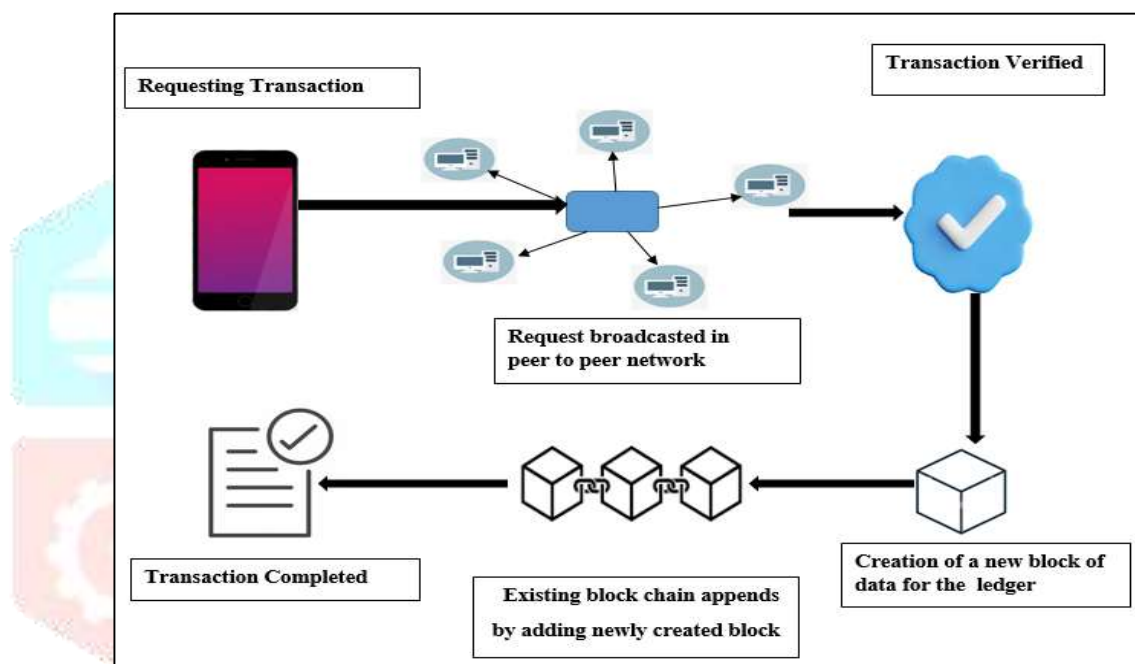 Requesting Transaction
Transaction Verified
Request broadcasted in
peer to peer network
Transaction Completed
Existing block chain appends
by adding newly created block
Creation of a new block of
data for the ledger